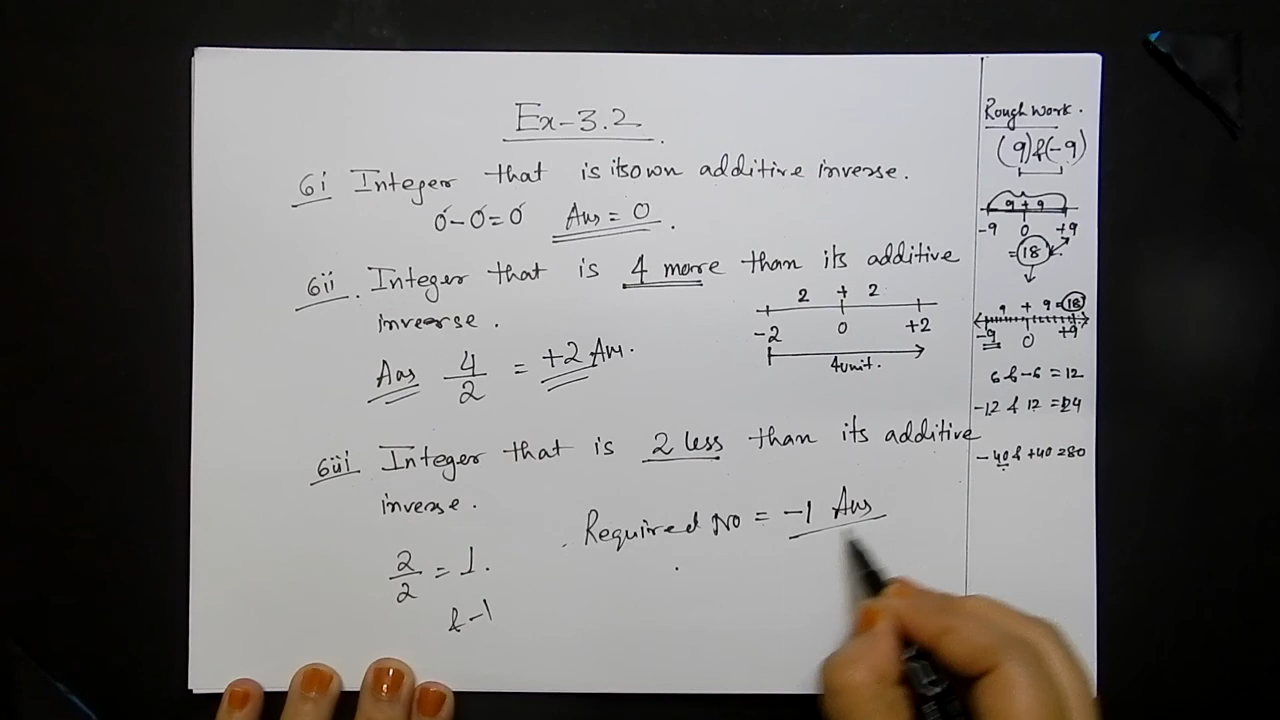 Ex-3.2
6i Integer that is its own additive inverse.
0-0=0 Ans = 0.
6ii. Integer that is 4 more than its additive
inverse.
2 + 2
-2 0 +2
4unit.
Ans 4/2 = +2 Ans.
6iii Integer that is 2 less than its additive
inverse.
Required No = -1 Ans
2/2 = 1.
& -1
Rough work.
(9)&(-9)
9 + 9
-9 0 +9
= 18
9 + 9=18
-9 0 +9
6 & -6 = 12
-12 & 12 = 24
-40 & +40 = 80